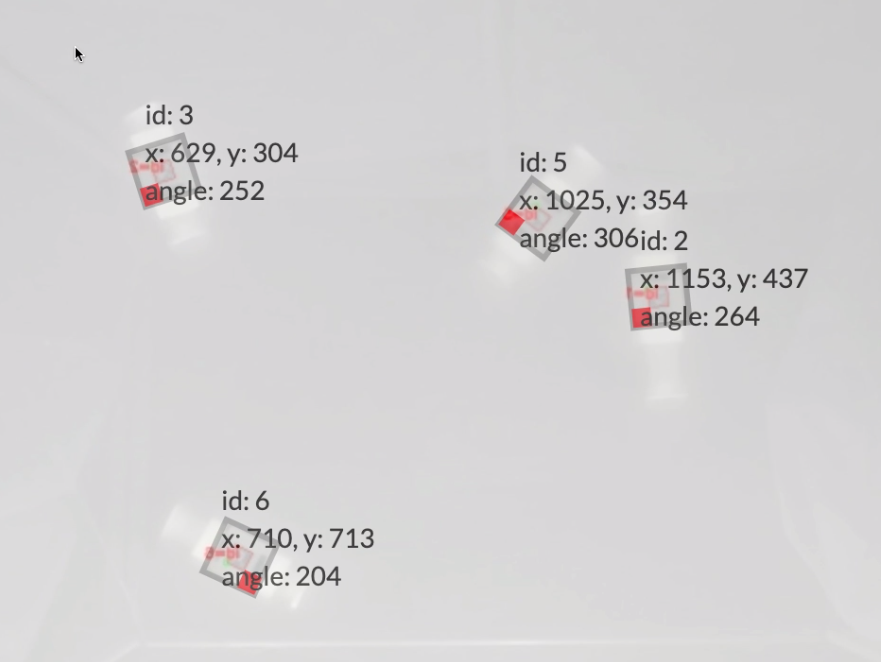 id: 3
x: 629, y: 304
angle: 252
id: 5
x: 1025, y: 354
angle: 306
id: 2
x: 1153, y: 437
angle: 264
id: 6
x: 710, y: 713
angle: 204